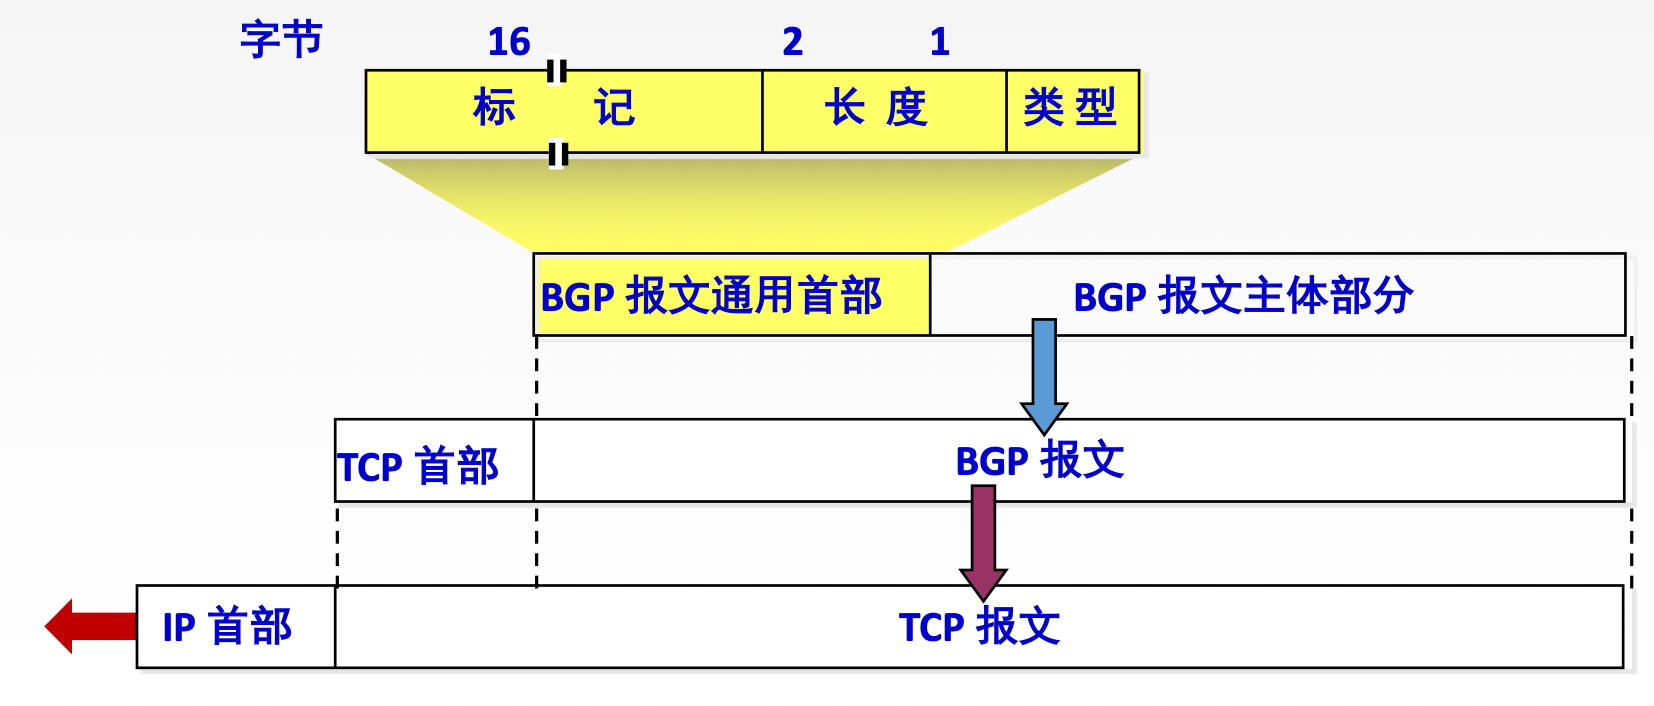 字节 16 2 1
标 记 长 度 类 型
BGP 报文通用首部 BGP 报文主体部分
TCP 首部 BGP 报文
IP 首部 TCP 报文